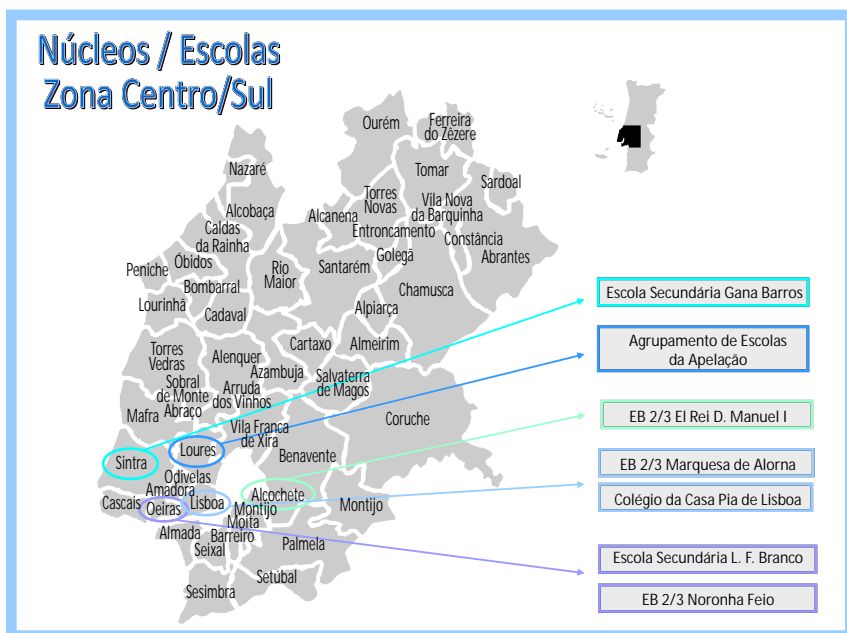 Núcleos / Escolas
Zona Centro/Sul
Ourém
Ferreira
do Zêzere
Nazaré
Tomar
Sardoal
Alcobaça
Torres
Novas
Vila Nova
da Barquinha
Alcanena
Caldas
da Rainha
Entroncamento
Constância
Óbidos
Golegã
Abrantes
Peniche
Rio
Maior
Santarém
Bombarral
Chamusca
Lourinhã
Cadaval
Alpiarça
Torres
Vedras
Alenquer
Cartaxo
Almeirim
Azambuja
Sobral
de Monte
Abraço
Arruda
dos Vinhos
Salvaterra
de Magos
Mafra
Coruche
Vila Franca
de Xira
Loures
Benavente
Sintra
Odivelas
Amadora
Cascais
Oeiras
Lisboa
Alcochete
Montijo
Montijo
Moita
Almada
Barreiro
Seixal
Palmela
Setúbal
Sesimbra
Escola Secundária Gana Barros
Agrupamento de Escolas
da Apelação
EB 2/3 El Rei D. Manuel I
EB 2/3 Marquesa de Alorna
Colégio da Casa Pia de Lisboa
Escola Secundária L. F. Branco
EB 2/3 Noronha Feio